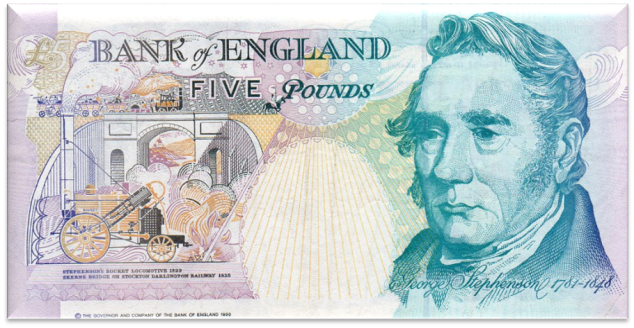 £5
BANK of ENGLAND
FIVE POUNDS
STEPHENSON'S ROCKET LOCOMOTIVE 1829
SKERNE BRIDGE ON STOCKTON DARLINGTON RAILWAY 1825
George Stephenson 1781-1848
© THE GOVERNOR AND COMPANY OF THE BANK OF ENGLAND 1990